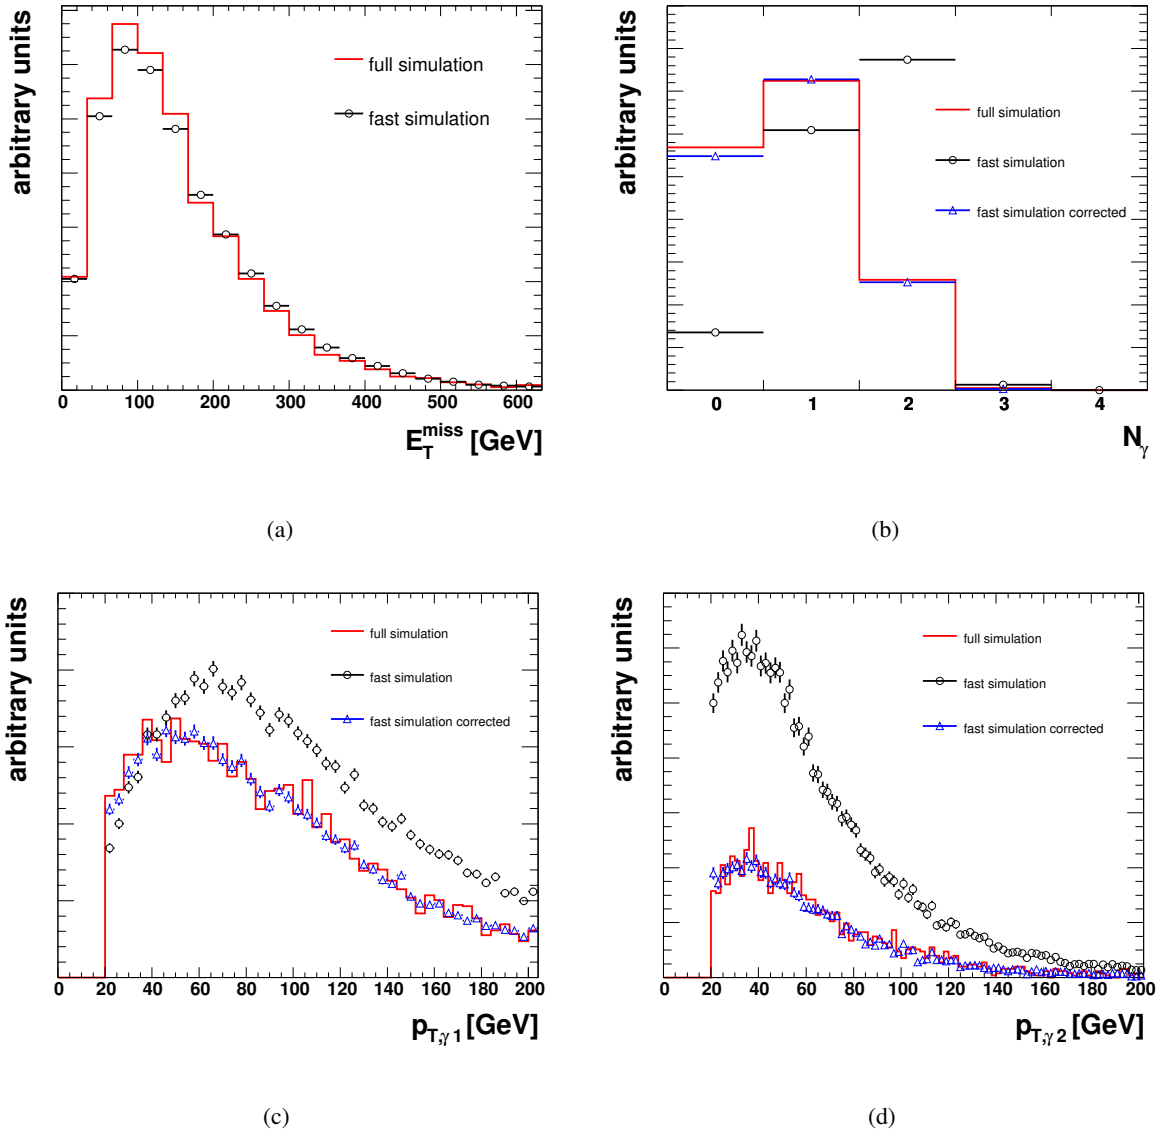 arbitrary units
full simulation
fast simulation
0 100 200 300 400 500 600
E_T^miss [GeV]
(a)
arbitrary units
full simulation
fast simulation
fast simulation corrected
0 1 2 3 4
N_γ
(b)
arbitrary units
full simulation
fast simulation
fast simulation corrected
0 20 40 60 80 100 120 140 160 180 200
p_T,γ1 [GeV]
(c)
arbitrary units
full simulation
fast simulation
fast simulation corrected
0 20 40 60 80 100 120 140 160 180 200
p_T,γ2 [GeV]
(d)